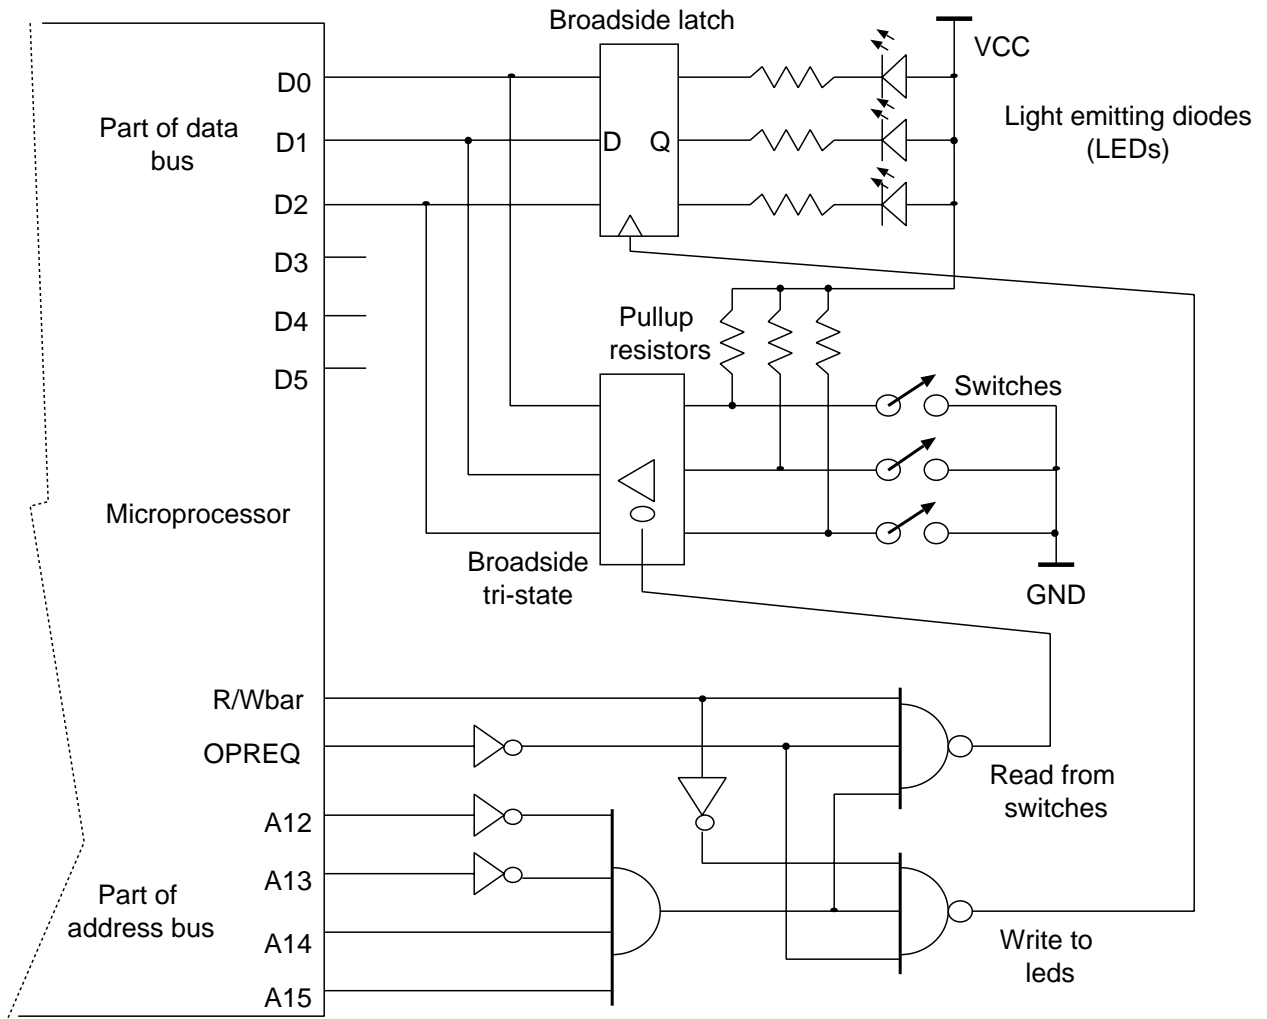 Broadside latch
VCC
D0
Part of data
bus
D1
D
Q
Light emitting diodes
(LEDs)
D2
D3
D4
D5
Pullup
resistors
Switches
Microprocessor
Broadside
tri-state
GND
R/Wbar
OPREQ
Read from
switches
A12
A13
Part of
address bus
A14
A15
Write to
leds